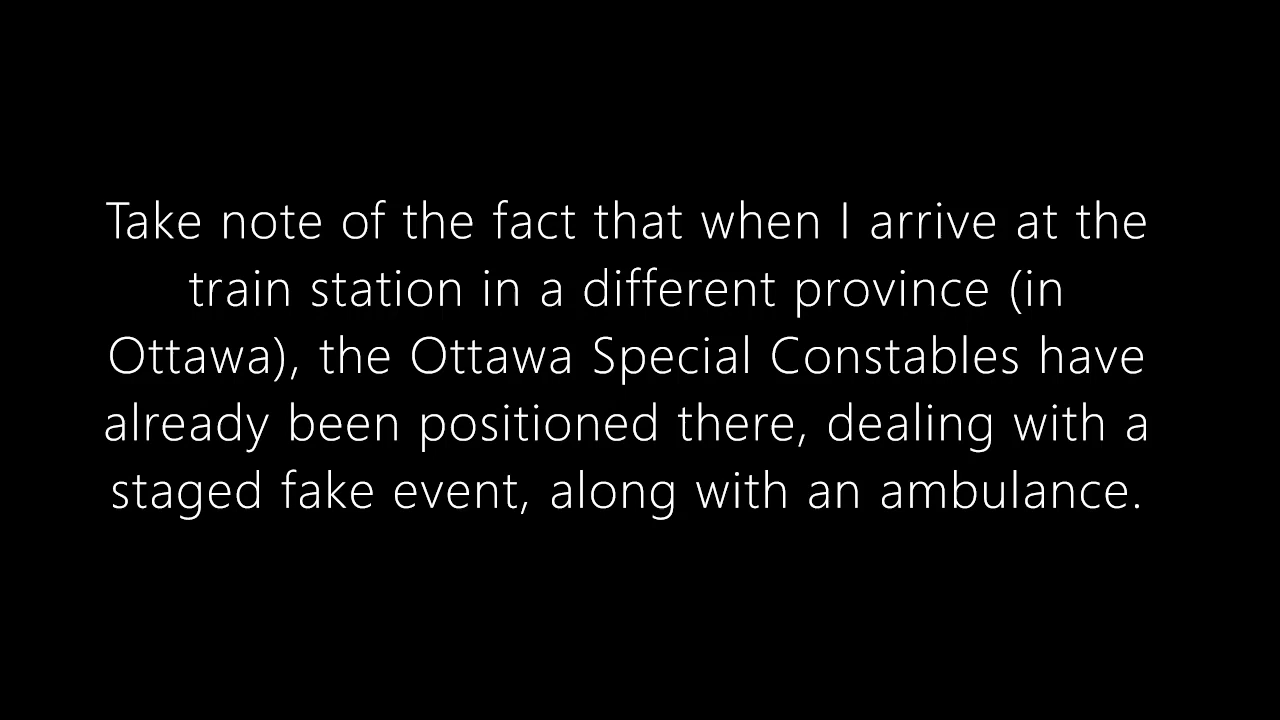 Take note of the fact that when I arrive at the
train station in a different province (in
Ottawa), the Ottawa Special Constables have
already been positioned there, dealing with a
staged fake event, along with an ambulance.